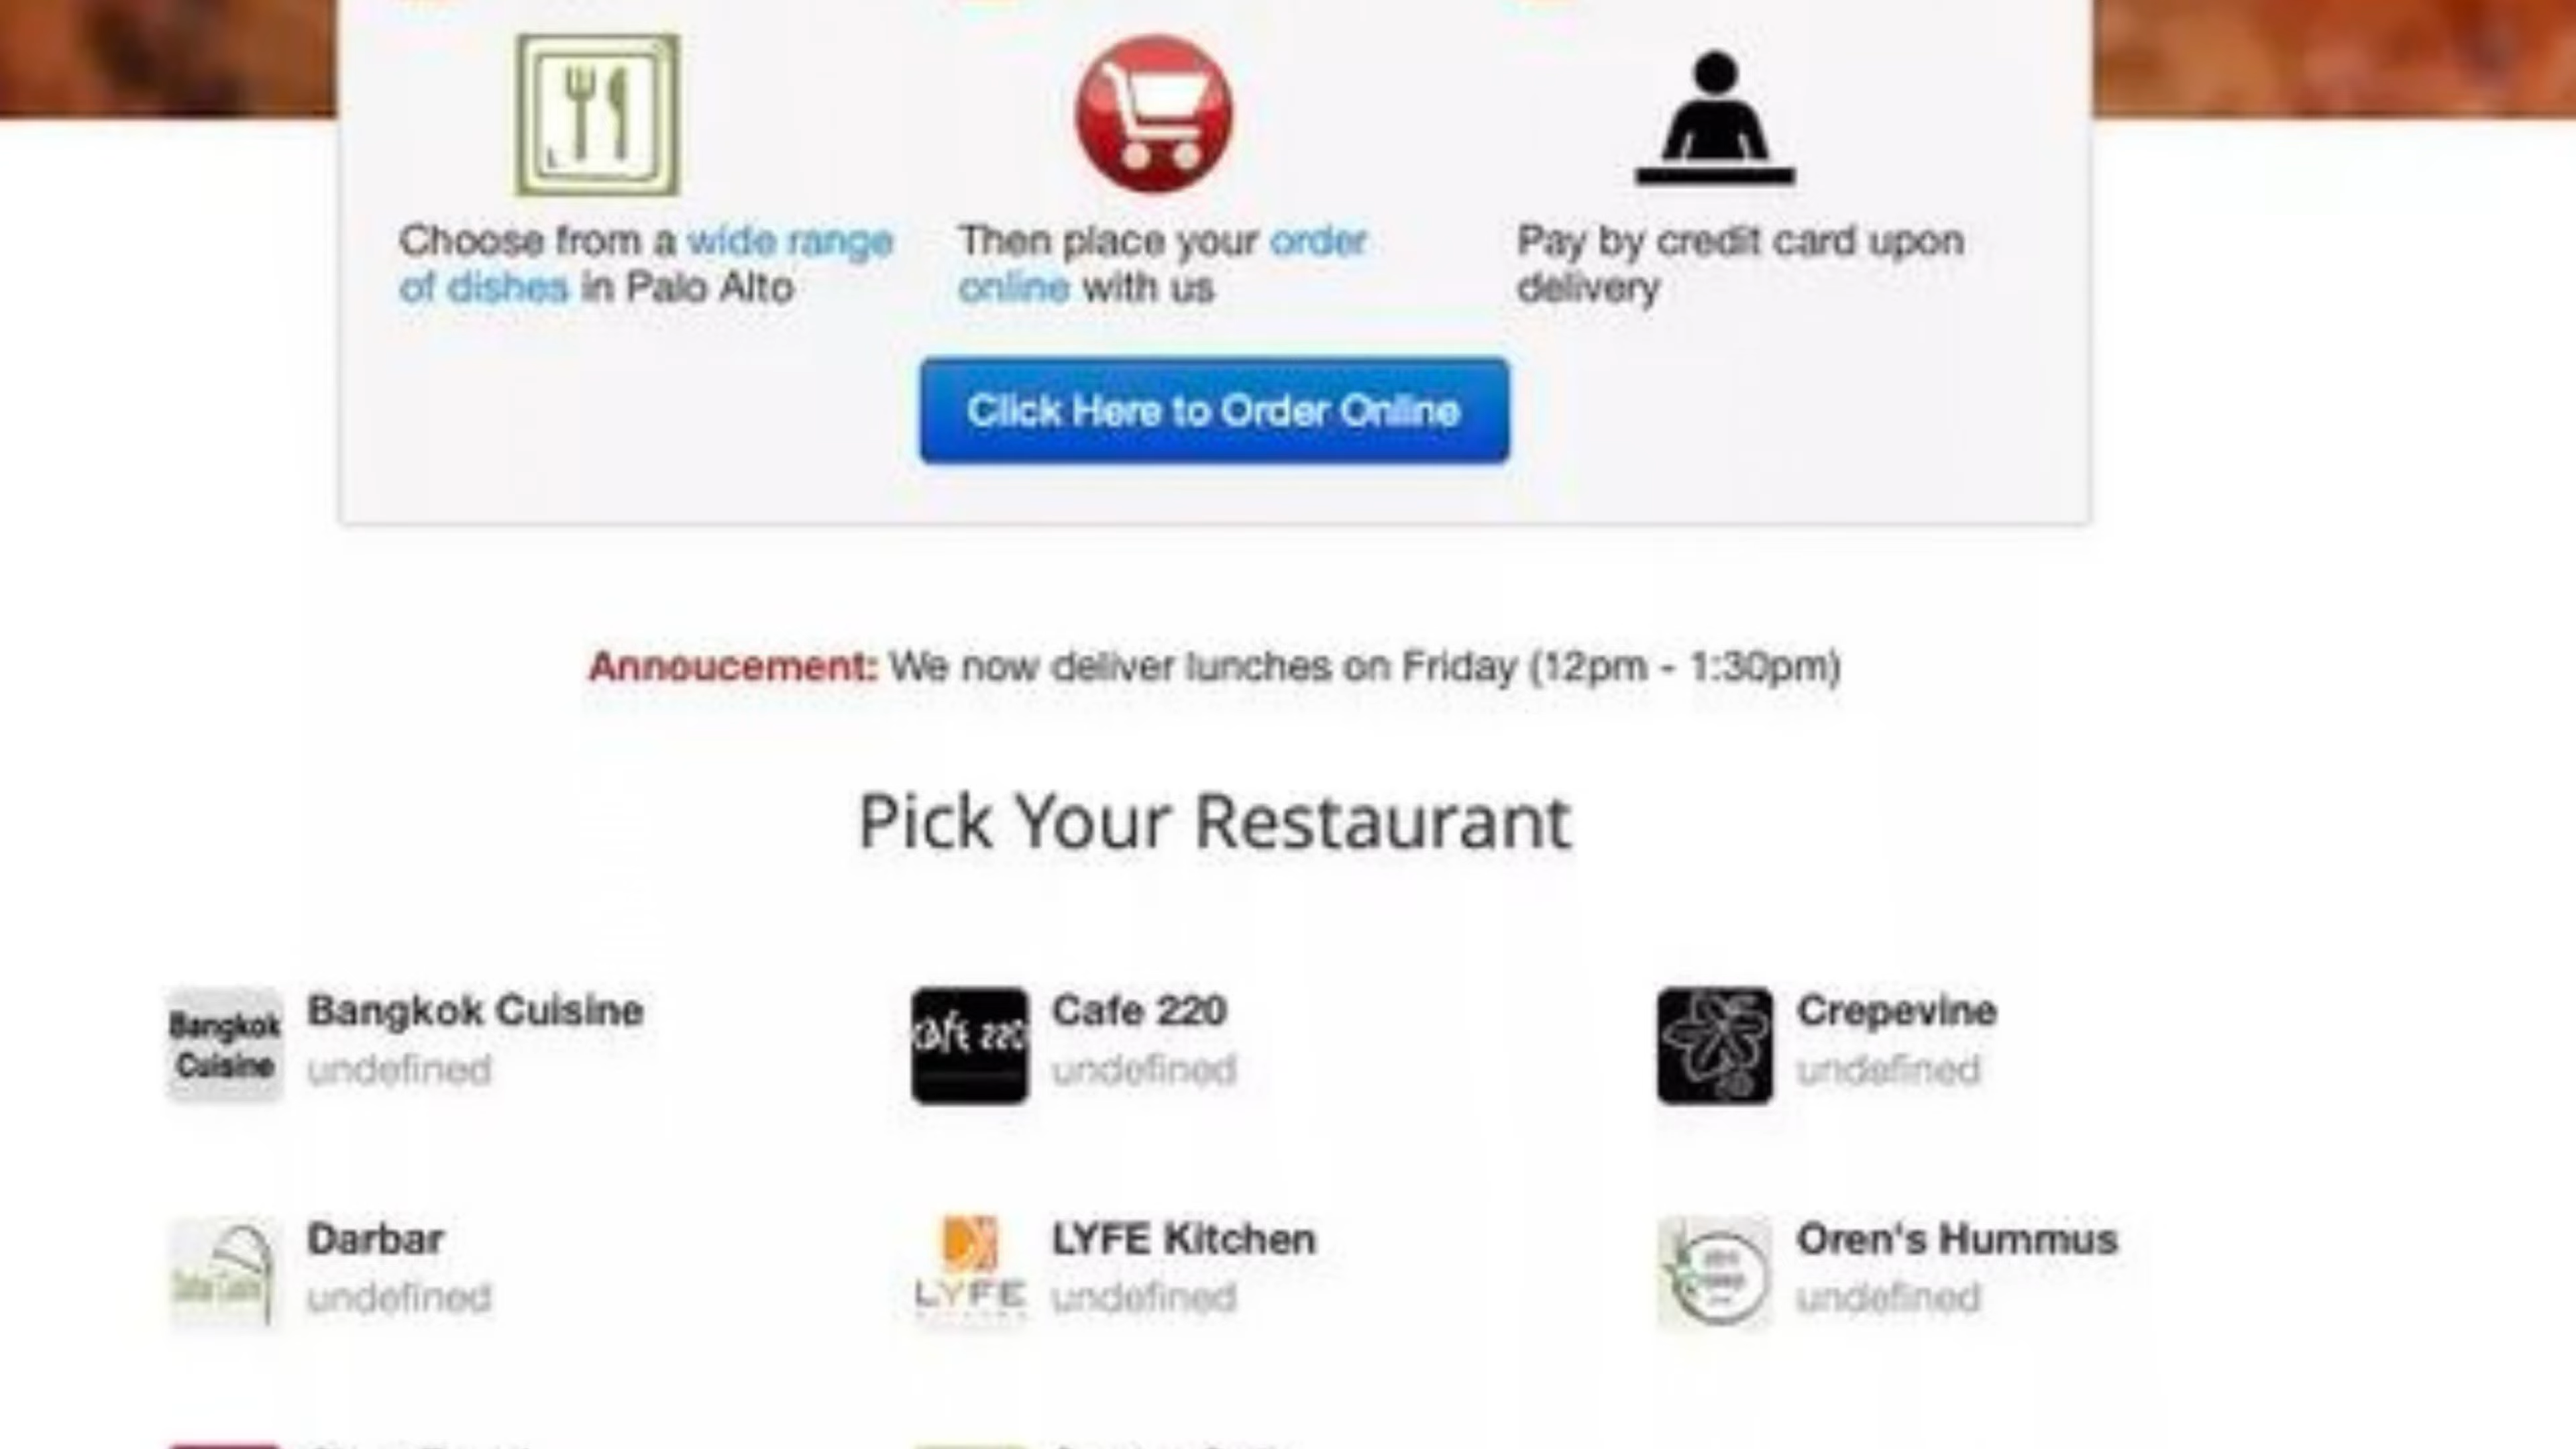 Choose from a wide range
of dishes in Palo Alto
Then place your order
online with us
Pay by credit card upon
delivery
Click Here to Order Online
Annoucement: We now deliver lunches on Friday (12pm - 1:30pm)
Pick Your Restaurant
Bangkok
Cuisine
Bangkok Cuisine
undefined
cafe 220
Cafe 220
undefined
Crepevine
undefined
Darbar
undefined
LYFE
LYFE Kitchen
undefined
Oren's Hummus
undefined